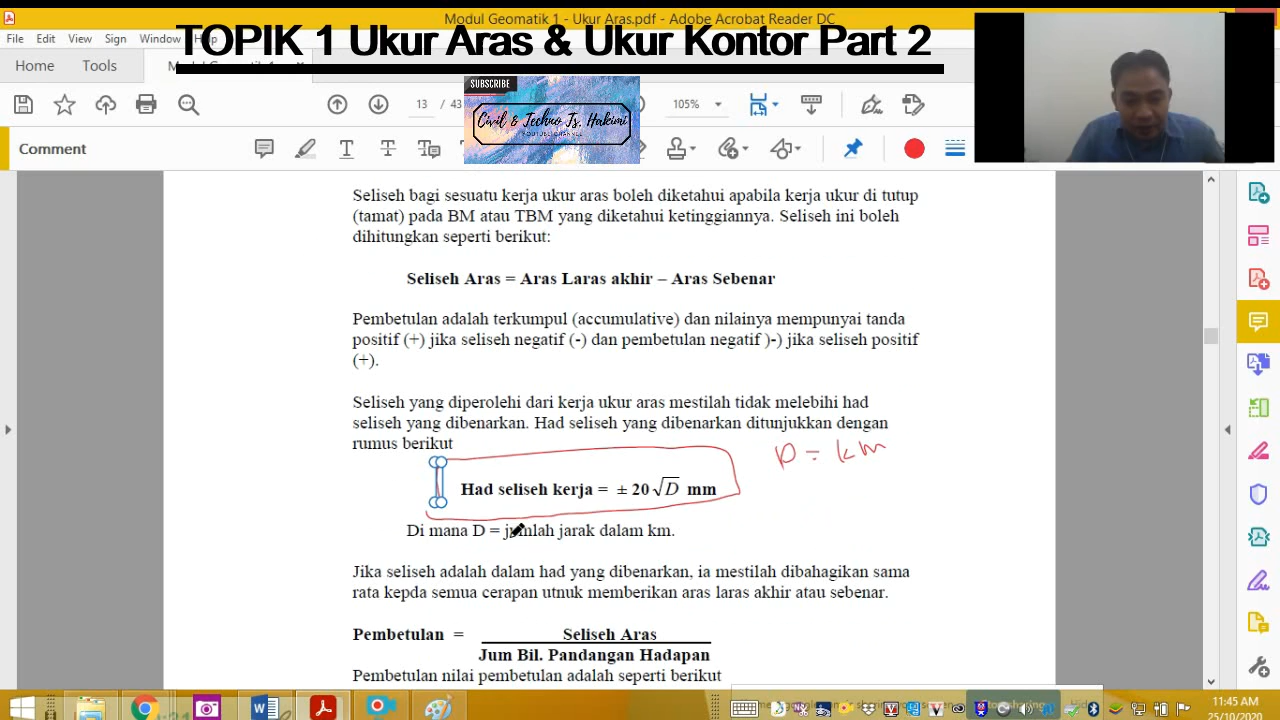 Modul Geomatik 1 - Ukur Aras.pdf - Adobe Acrobat Reader DC
TOPIK 1 Ukur Aras & Ukur Kontor Part 2
File Edit View Sign Window
Home Tools
SUBSCRIBE
Civil & Techno Ts. Hakimi
YOUTUBE CHANNEL
13 / 43
105%
Comment
Seliseh bagi sesuatu kerja ukur aras boleh diketahui apabila kerja ukur di tutup
(tamat) pada BM atau TBM yang diketahui ketinggiannya. Seliseh ini boleh
dihitungkan seperti berikut:
Seliseh Aras = Aras Laras akhir – Aras Sebenar
Pembetulan adalah terkunpul (accumulative) dan nilainya mempunyai tanda
positif (+) jika seliseh negatif (-) dan pembetulan negatif )-) jika seliseh positif
(+).
Seliseh yang diperolehi dari kerja ukur aras mestilah tidak melebihi had
seliseh yang dibenarkan. Had seliseh yang dibenarkan ditunjukkan dengan
rumus berikut
D = km
Had seliseh kerja = ± 20 √D mm
Di mana D = jumlah jarak dalam km.
Jika seliseh adalah dalam had yang dibenarkan, ia mestilah dibahagikan sama
rata kepda semua cerapan utnuk memberikan aras laras akhir atau sebenar.
Pembetulan = Seliseh Aras
Jum Bil. Pandangan Hadapan
Pembetulan nilai pembetulan adalah seperti berikut
11:45 AM
25/10/2020